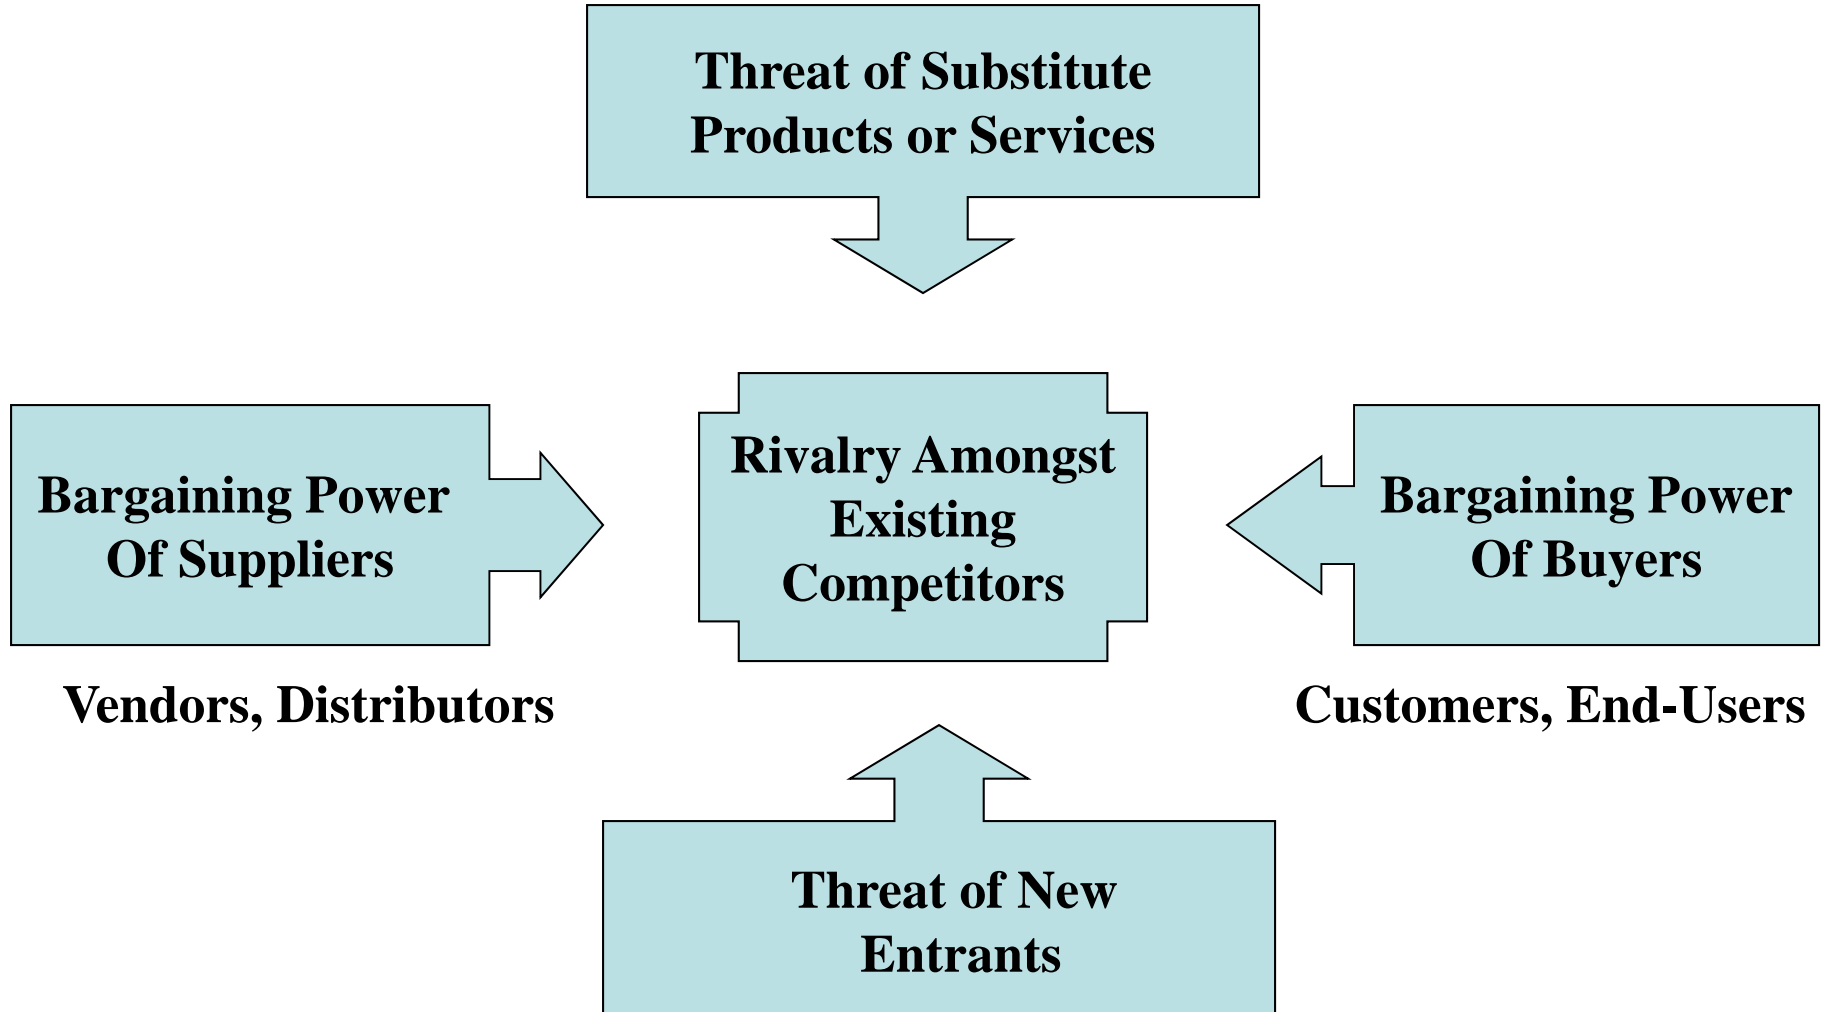 Threat of Substitute
Products or Services
Rivalry Amongst
Existing
Competitors
Bargaining Power
Of Suppliers
Bargaining Power
Of Buyers
Vendors, Distributors
Customers, End-Users
Threat of New
Entrants